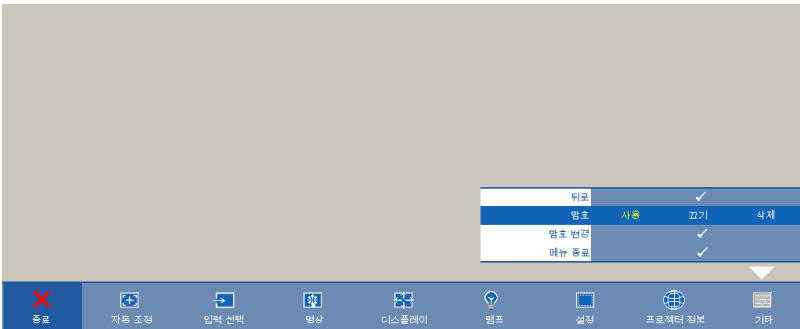 뒤로
암호 사용 끄기 삭제
암호 변경
메뉴 종료
종료 자동 조정 입력 선택 영상 디스플레이 램프 설정 프로젝터 정보 기타